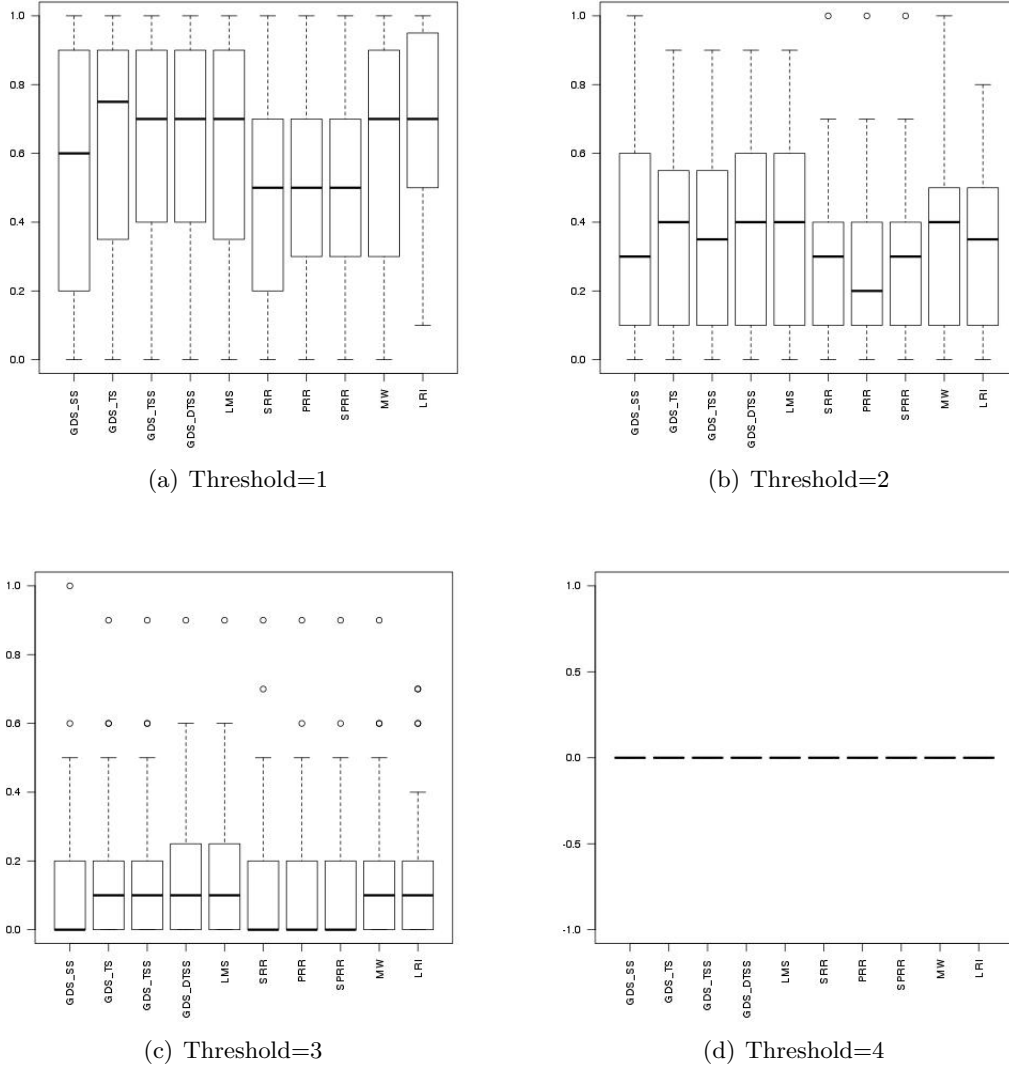 1.0
0.8
0.6
0.4
0.2
0.0
GDS_SS
GDS_TS
GDS_TSS
GDS_DTSS
LMS
SRR
PRR
SPRR
MW
LRI
(a) Threshold=1
1.0
0.8
0.6
0.4
0.2
0.0
GDS_SS
GDS_TS
GDS_TSS
GDS_DTSS
LMS
SRR
PRR
SPRR
MW
LRI
(b) Threshold=2
1.0
0.8
0.6
0.4
0.2
0.0
GDS_SS
GDS_TS
GDS_TSS
GDS_DTSS
LMS
SRR
PRR
SPRR
MW
LRI
(c) Threshold=3
1.0
0.5
0.0
-0.5
-1.0
GDS_SS
GDS_TS
GDS_TSS
GDS_DTSS
LMS
SRR
PRR
SPRR
MW
LRI
(d) Threshold=4